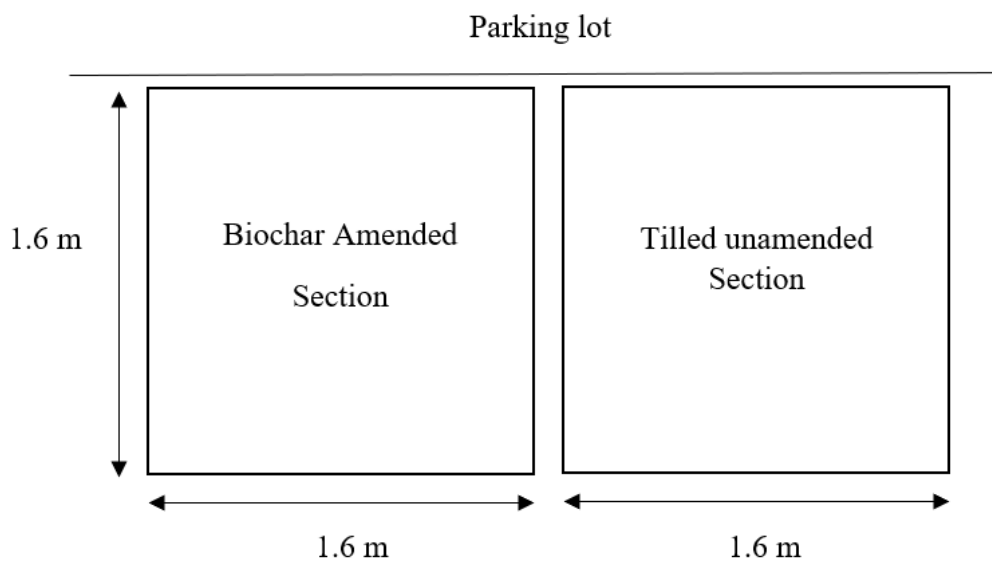 Parking lot
1.6 m
Biochar Amended
Section
Tilled unamended
Section
1.6 m
1.6 m